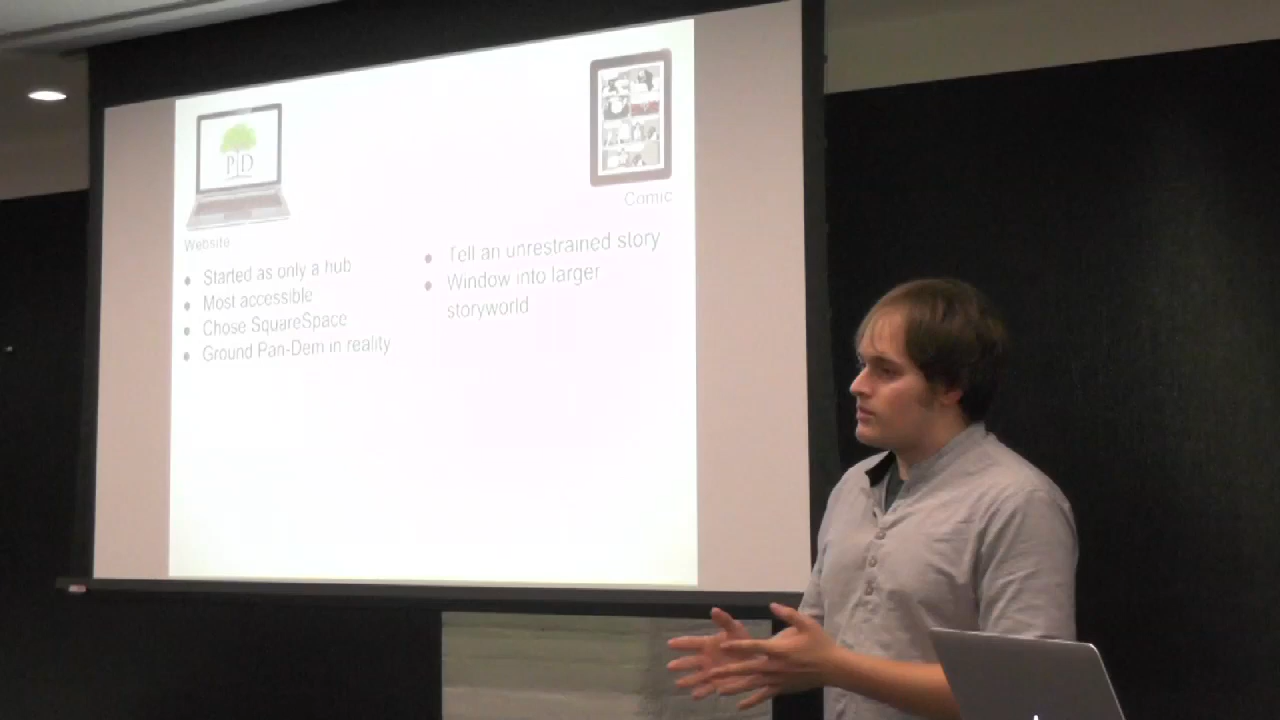 PD
Website
Started as only a hub
Most accessible
Chose SquareSpace
Ground Pan-Dem in reality
Comic
Tell an unrestrained story
Window into larger
storyworld